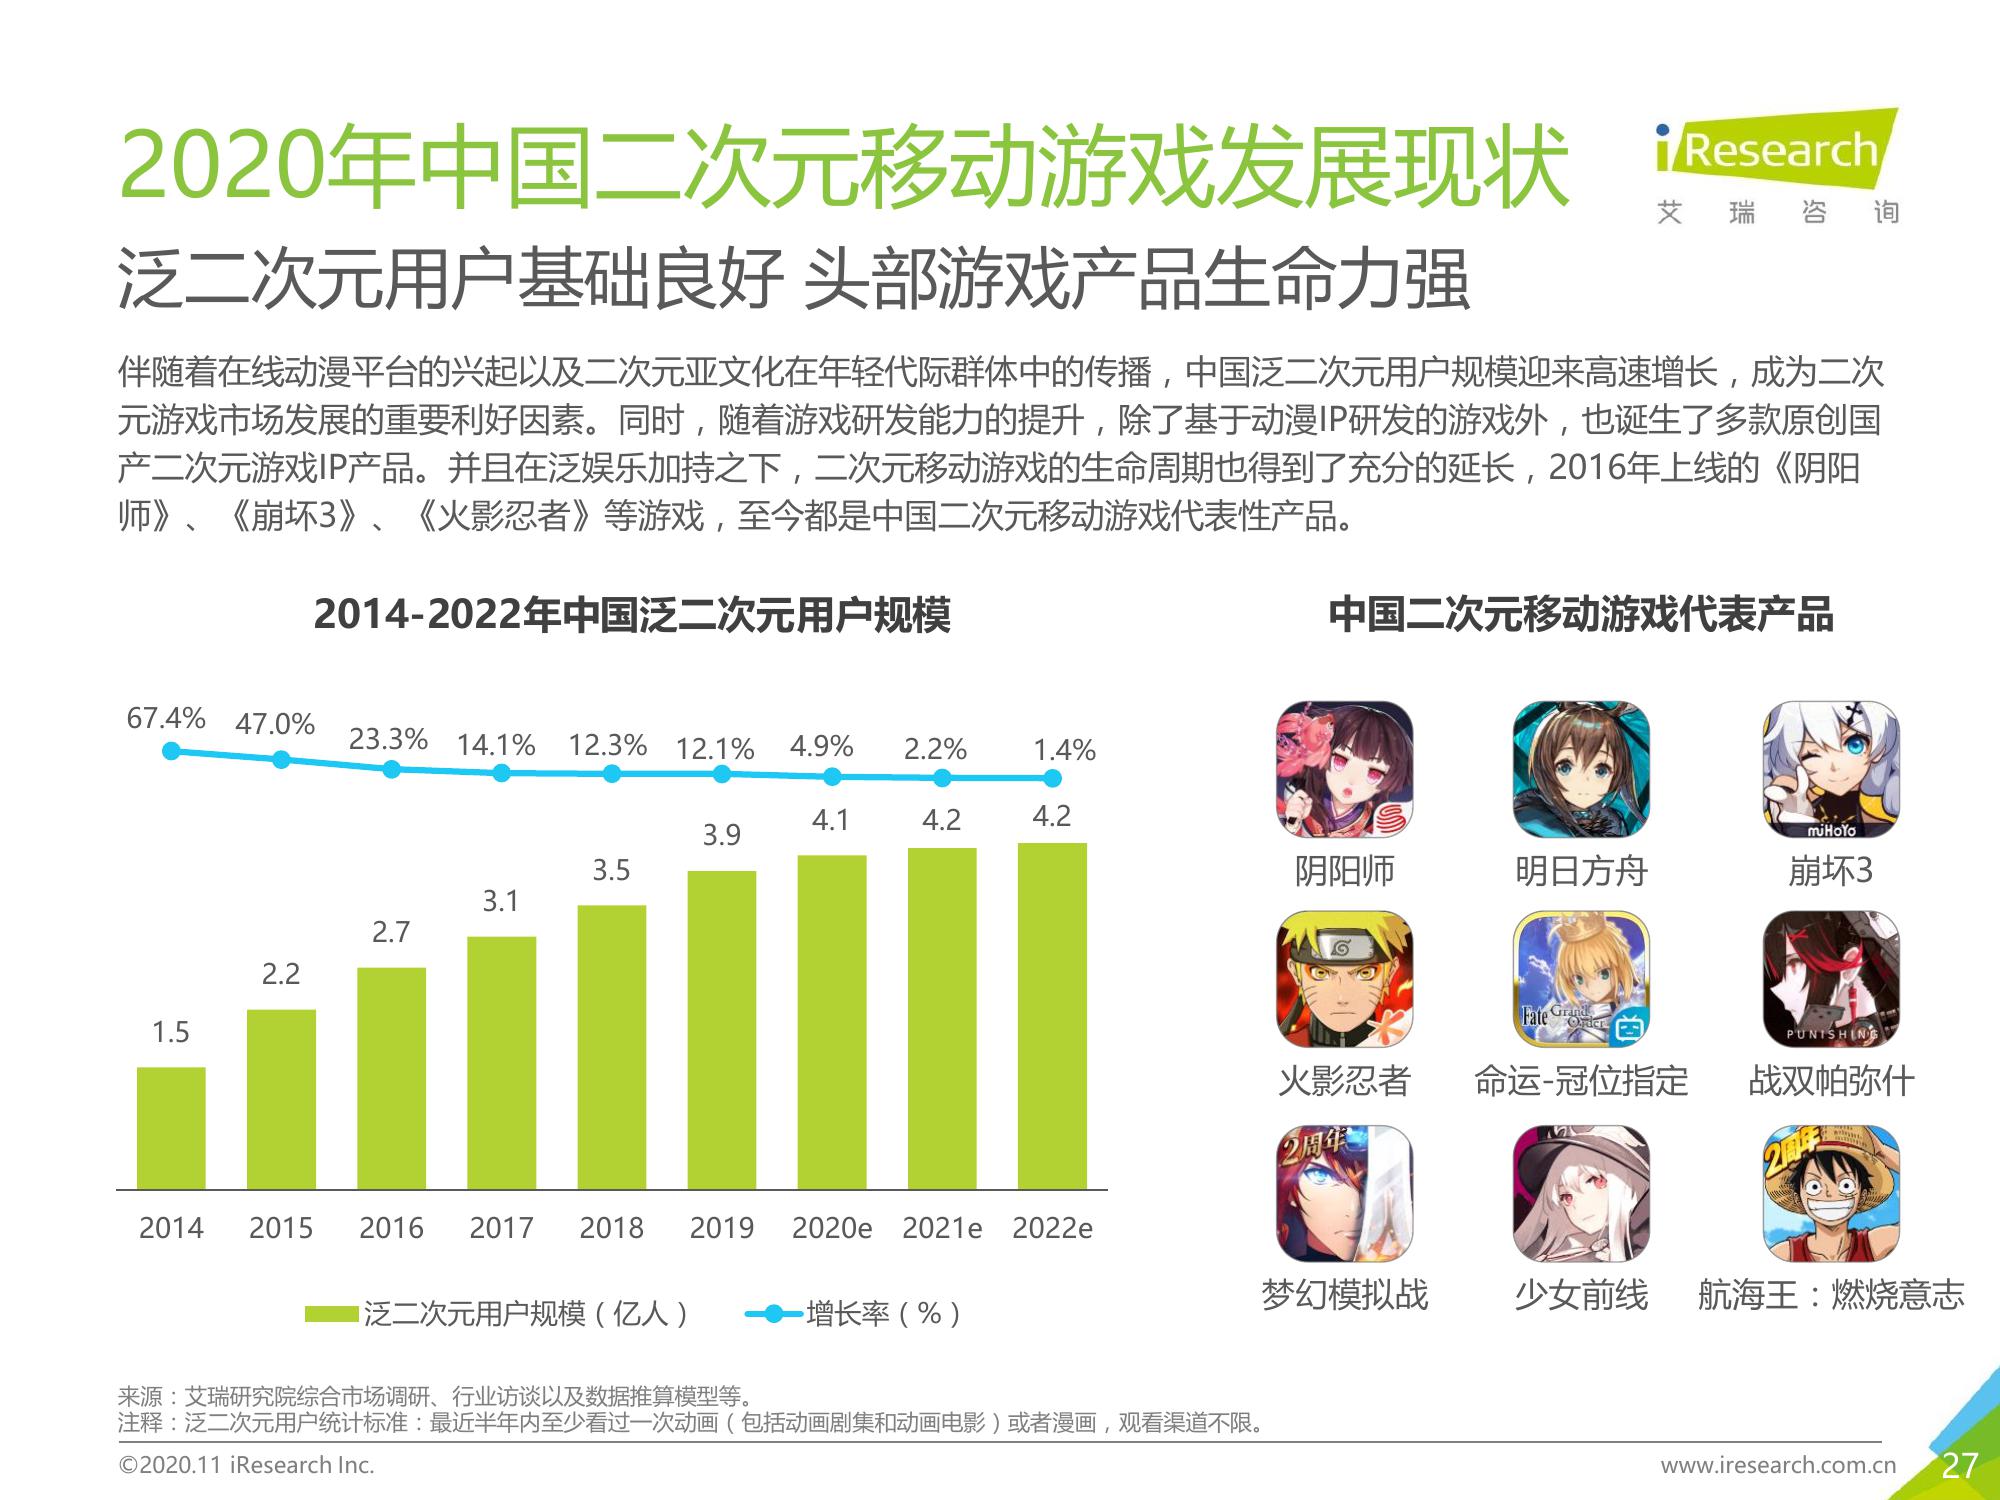 2020年中国二次元移动游戏发展现状
iResearch
艾瑞咨询
泛二次元用户基础良好 头部游戏产品生命力强
伴随着在线动漫平台的兴起以及二次元亚文化在年轻代际群体中的传播，中国泛二次元用户规模迎来高速增长，成为二次
元游戏市场发展的重要利好因素。同时，随着游戏研发能力的提升，除了基于动漫IP研发的游戏外，也诞生了多款原创国
产二次元游戏IP产品。并且在泛娱乐加持之下，二次元移动游戏的生命周期也得到了充分的延长，2016年上线的《阴阳
师》、《崩坏3》、《火影忍者》等游戏，至今都是中国二次元移动游戏代表性产品。
2014-2022年中国泛二次元用户规模
67.4% 47.0% 23.3% 14.1% 12.3% 12.1% 4.9% 2.2% 1.4%
1.5 2.2 2.7 3.1 3.5 3.9 4.1 4.2 4.2
2014 2015 2016 2017 2018 2019 2020e 2021e 2022e
泛二次元用户规模（亿人） 增长率（%）
中国二次元移动游戏代表产品
miHoYo
阴阳师 明日方舟 崩坏3
Fate Grand Order
PUNISHING
火影忍者 命运-冠位指定 战双帕弥什
2周年
2周年
梦幻模拟战 少女前线 航海王：燃烧意志
来源：艾瑞研究院综合市场调研、行业访谈以及数据推算模型等。
注释：泛二次元用户统计标准：最近半年内至少看过一次动画（包括动画剧集和动画电影）或者漫画，观看渠道不限。
©2020.11 iResearch Inc.
www.iresearch.com.cn
27